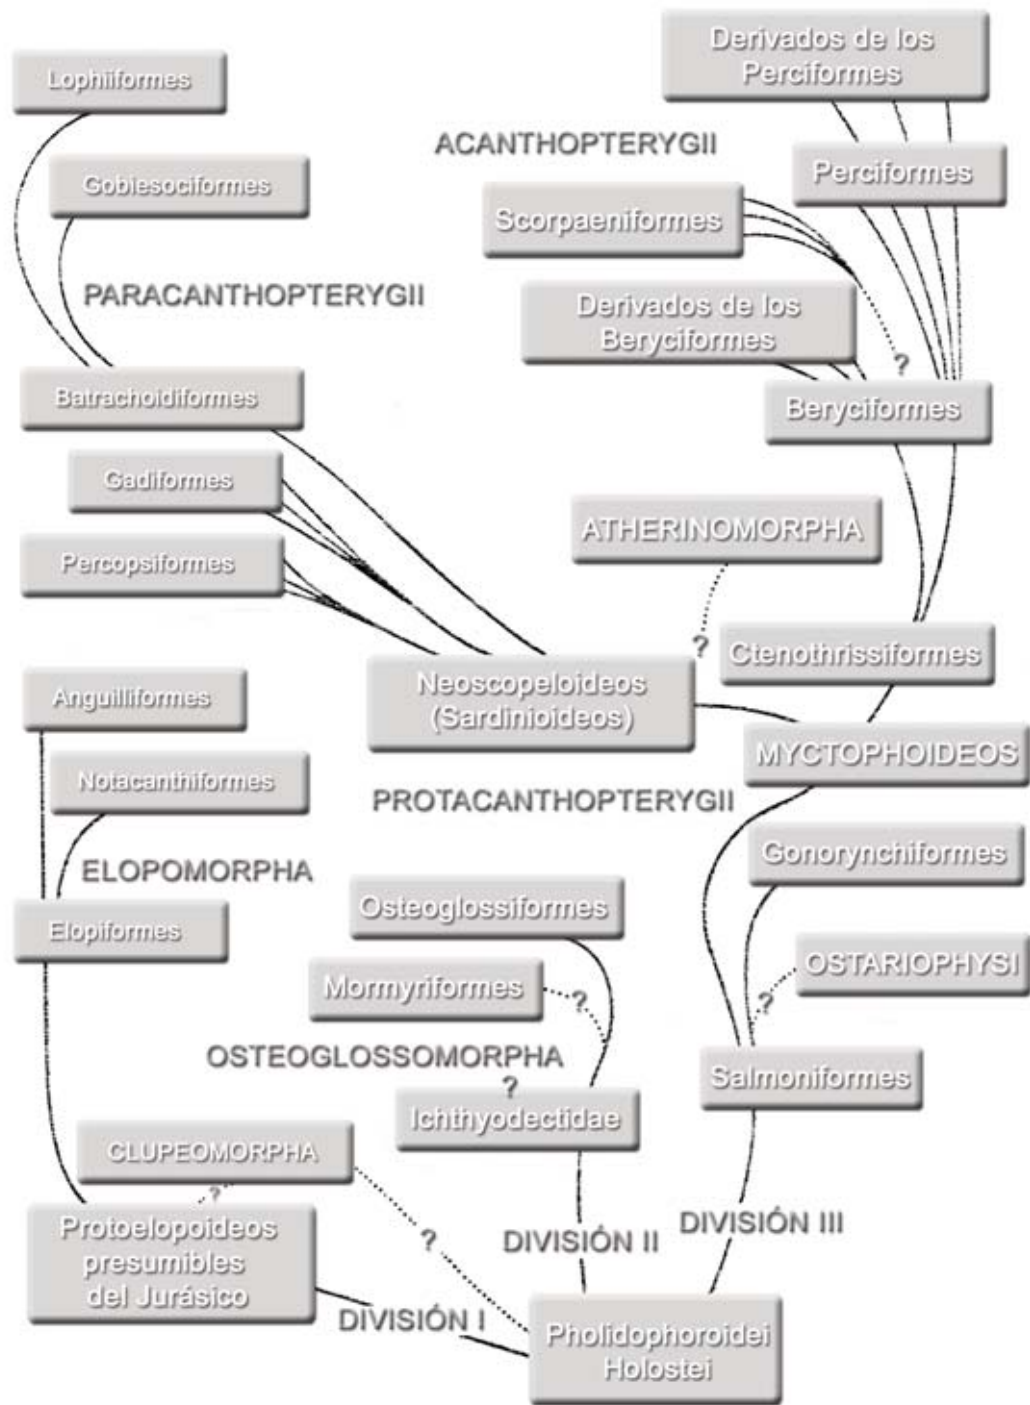 Derivados de los
Perciformes
Lophiiformes
ACANTHOPTERYGII
Perciformes
Gobiesociformes
Scorpaeniformes
PARACANTHOPTERYGII
Derivados de los
Beryciformes
?
Batrachoidiformes
Beryciformes
Gadiformes
ATHERINOMORPHA
Percopsiformes
?
Ctenothrissiformes
Neoscopeloideos
(Sardinioideos)
Anguilliformes
MYCTOPHOIDEOS
Notacanthiformes
PROTACANTHOPTERYGII
Gonorynchiformes
ELOPOMORPHA
Osteoglossiformes
Elopiformes
OSTARIOPHYSI
Mormyriformes
?
?
OSTEOGLOSSOMORPHA
?
Salmoniformes
Ichthyodectidae
CLUPEOMORPHA
?
Protoelopoideos
presumibles
del Jurásico
?
DIVISIÓN II
DIVISIÓN III
DIVISIÓN I
Pholidophoroidei
Holostei